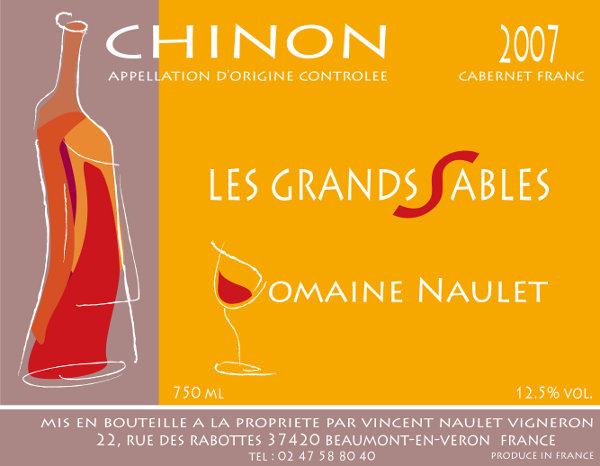 CHINON 2007
APPELLATION D'ORIGINE CONTROLEE CABERNET FRANC
LES GRANDS SABLES
DOMAINE NAULET
750 ML 12.5% VOL.
MIS EN BOUTEILLE A LA PROPRIETE PAR VINCENT NAULET VIGNERON
22, RUE DES RABOTTES 37420 BEAUMONT-EN-VERON FRANCE
TEL : 02 47 58 80 40 PRODUCE IN FRANCE